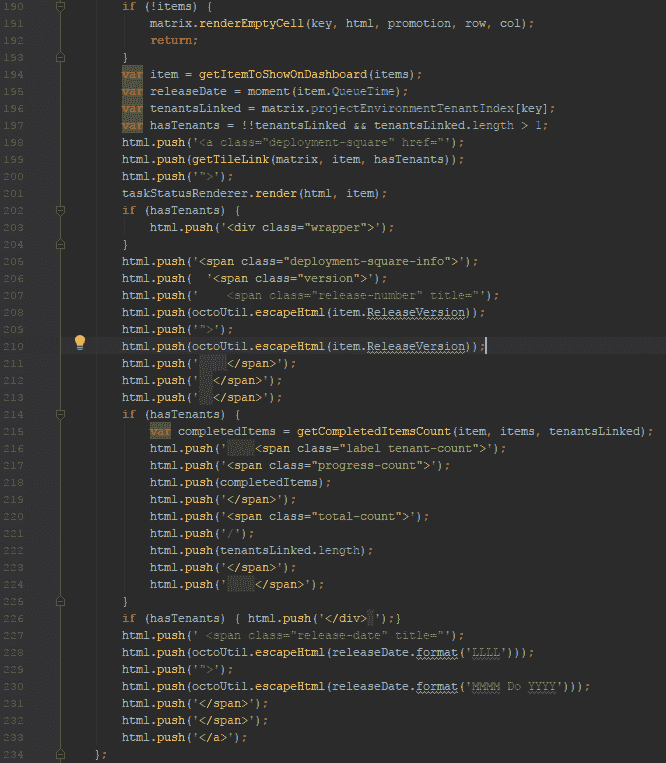 190 if (!items) {
191 matrix.renderEmptyCell(key, html, promotion, row, col);
192 return;
193 }
194 var item = getItemToShowOnDashboard(items);
195 var releaseDate = moment(item.QueueTime);
196 var tenantsLinked = matrix.projectEnvironmentTenantIndex[key];
197 var hasTenants = !!tenantsLinked && tenantsLinked.length > 1;
198 html.push('<a class="deployment-square" href="');
199 html.push(getTileLink(matrix, item, hasTenants));
200 html.push('">');
201 taskStatusRenderer.render(html, item);
202 if (hasTenants) {
203 html.push('<div class="wrapper">');
204 }
205 html.push('<span class="deployment-square-info">');
206 html.push(  '<span class="version">');
207 html.push('    <span class="release-number" title="');
208 html.push(octoUtil.escapeHtml(item.ReleaseVersion));
209 html.push('">');
210 html.push(octoUtil.escapeHtml(item.ReleaseVersion));
211 html.push('    </span>');
212 html.push('  </span>');
213 html.push('  </span>');
214 if (hasTenants) {
215 var completedItems = getCompletedItemsCount(item, items, tenantsLinked);
216 html.push('    <span class="label tenant-count">');
217 html.push('<span class="progress-count">');
218 html.push(completedItems);
219 html.push('</span>');
220 html.push('<span class="total-count">');
221 html.push('/');
222 html.push(tenantsLinked.length);
223 html.push('</span>');
224 html.push('    </span>');
225 }
226 if (hasTenants) { html.push('</div> ');}
227 html.push(' <span class="release-date" title="');
228 html.push(octoUtil.escapeHtml(releaseDate.format('LLLL')));
229 html.push('">');
230 html.push(octoUtil.escapeHtml(releaseDate.format('MMMM Do YYYY')));
231 html.push('</span>');
232 html.push('</span>');
233 html.push('</a>');
234 };